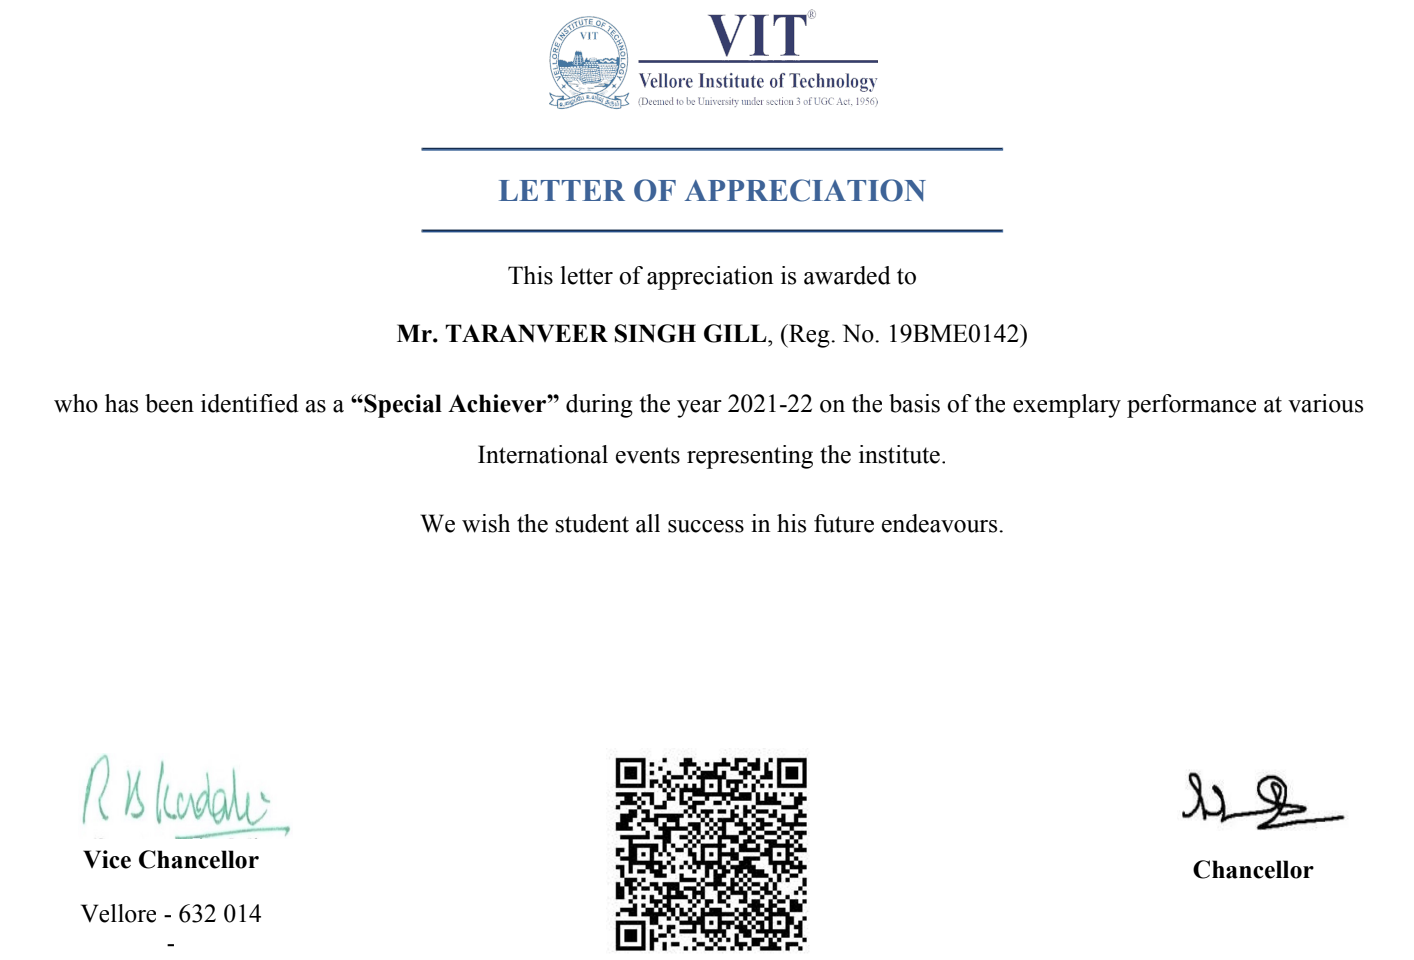 VELLORE INSTITUTE OF TECHNOLOGY
VIT
VIT®
Vellore Institute of Technology
(Deemed to be University under section 3 of UGC Act, 1956)
LETTER OF APPRECIATION
This letter of appreciation is awarded to
Mr. TARANVEER SINGH GILL, (Reg. No. 19BME0142)
who has been identified as a “Special Achiever” during the year 2021-22 on the basis of the exemplary performance at various
International events representing the institute.
We wish the student all success in his future endeavours.
Vice Chancellor
Vellore - 632 014
-
Chancellor